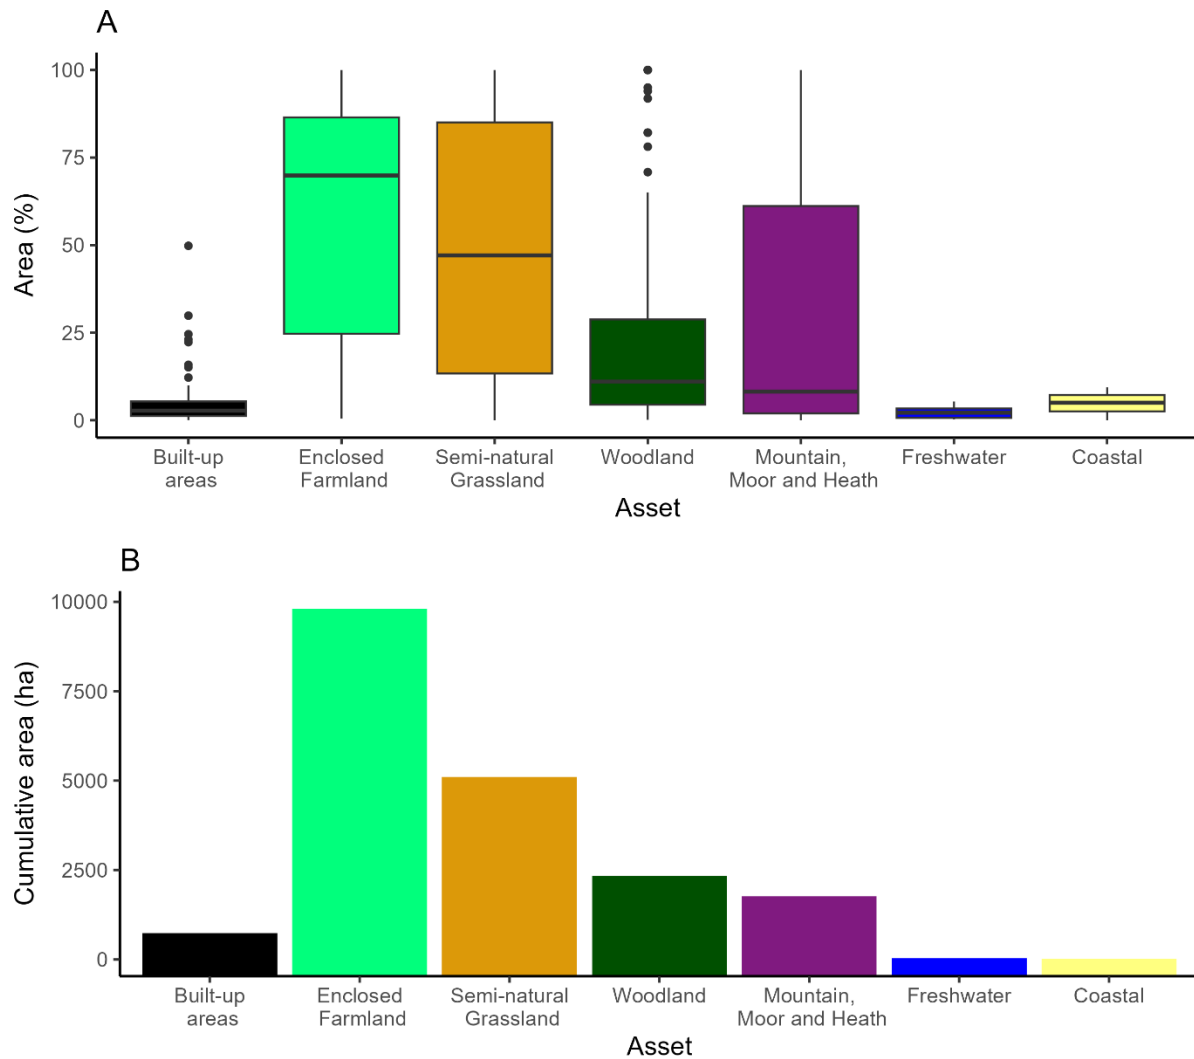 A
100
75
50
25
0
Area (%)
Built-up
areas
Enclosed
Farmland
Semi-natural
Grassland
Woodland
Mountain,
Moor and Heath
Freshwater
Coastal
Asset
B
10000
7500
5000
2500
0
Cumulative area (ha)
Built-up
areas
Enclosed
Farmland
Semi-natural
Grassland
Woodland
Mountain,
Moor and Heath
Freshwater
Coastal
Asset